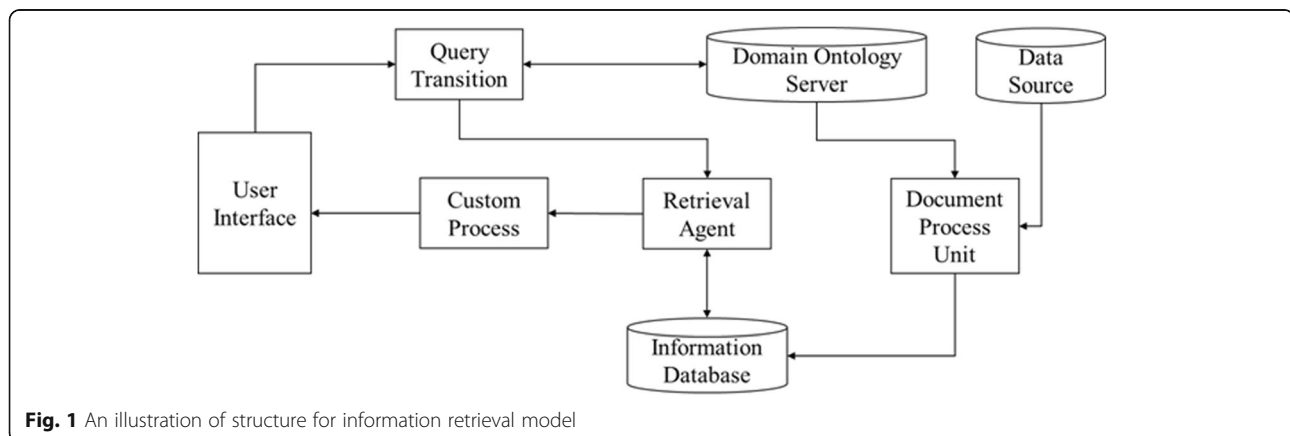 Query
Transition
Domain Ontology
Server
Data
Source
User
Interface
Custom
Process
Retrieval
Agent
Document
Process
Unit
Information
Database
Fig. 1 An illustration of structure for information retrieval model